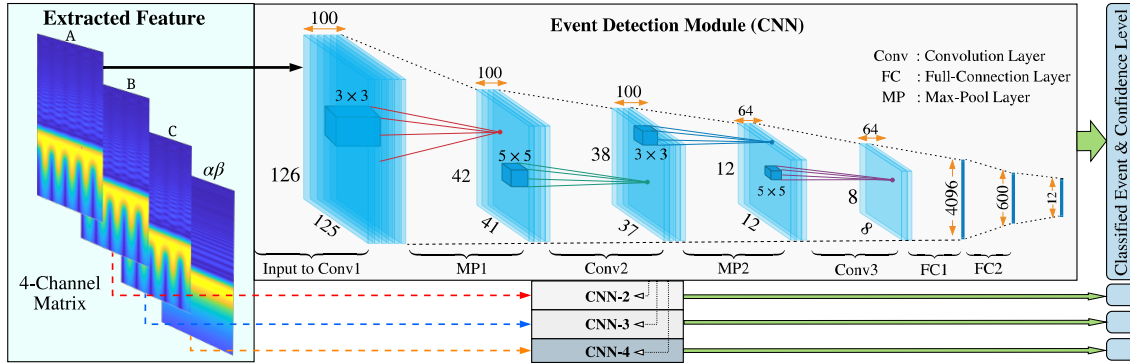 Extracted Feature
A
B
C
αβ
4-Channel
Matrix
Event Detection Module (CNN)
Conv : Convolution Layer
FC : Full-Connection Layer
MP : Max-Pool Layer
100
3 × 3
126
125
100
5 × 5
42
41
100
3 × 3
38
37
64
12
5 × 5
12
64
8
8
4096
600
12
Input to Conv1
MP1
Conv2
MP2
Conv3
FC1
FC2
CNN-2
CNN-3
CNN-4
Classified Event & Confidence Level